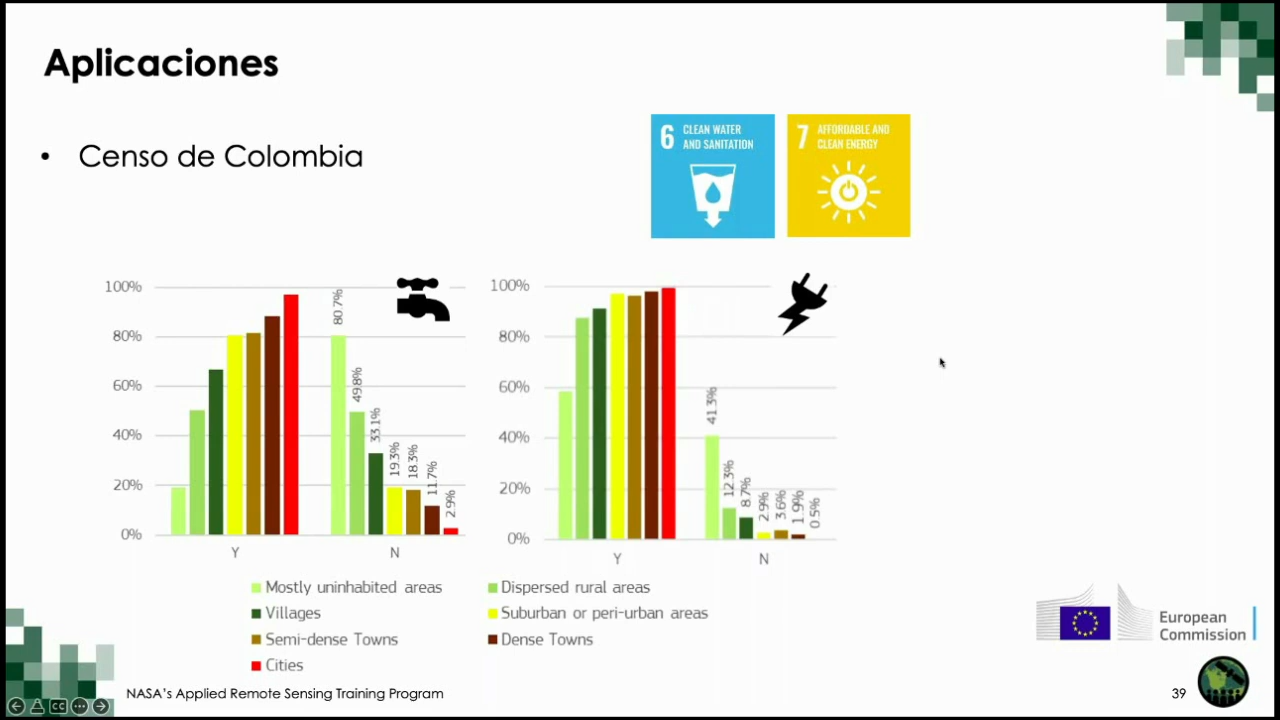 Aplicaciones
• Censo de Colombia
6 CLEAN WATER
AND SANITATION
7 AFFORDABLE AND
CLEAN ENERGY
100%
80%
60%
40%
20%
0%
80.7%
49.8%
33.1%
19.3%
18.3%
11.7%
2.9%
Y
N
100%
80%
60%
40%
20%
0%
41.3%
12.3%
8.7%
2.9%
3.6%
1.9%
0.5%
Y
N
Mostly uninhabited areas
Dispersed rural areas
Villages
Suburban or peri-urban areas
Semi-dense Towns
Dense Towns
Cities
European
Commission
NASA's Applied Remote Sensing Training Program
39
CC